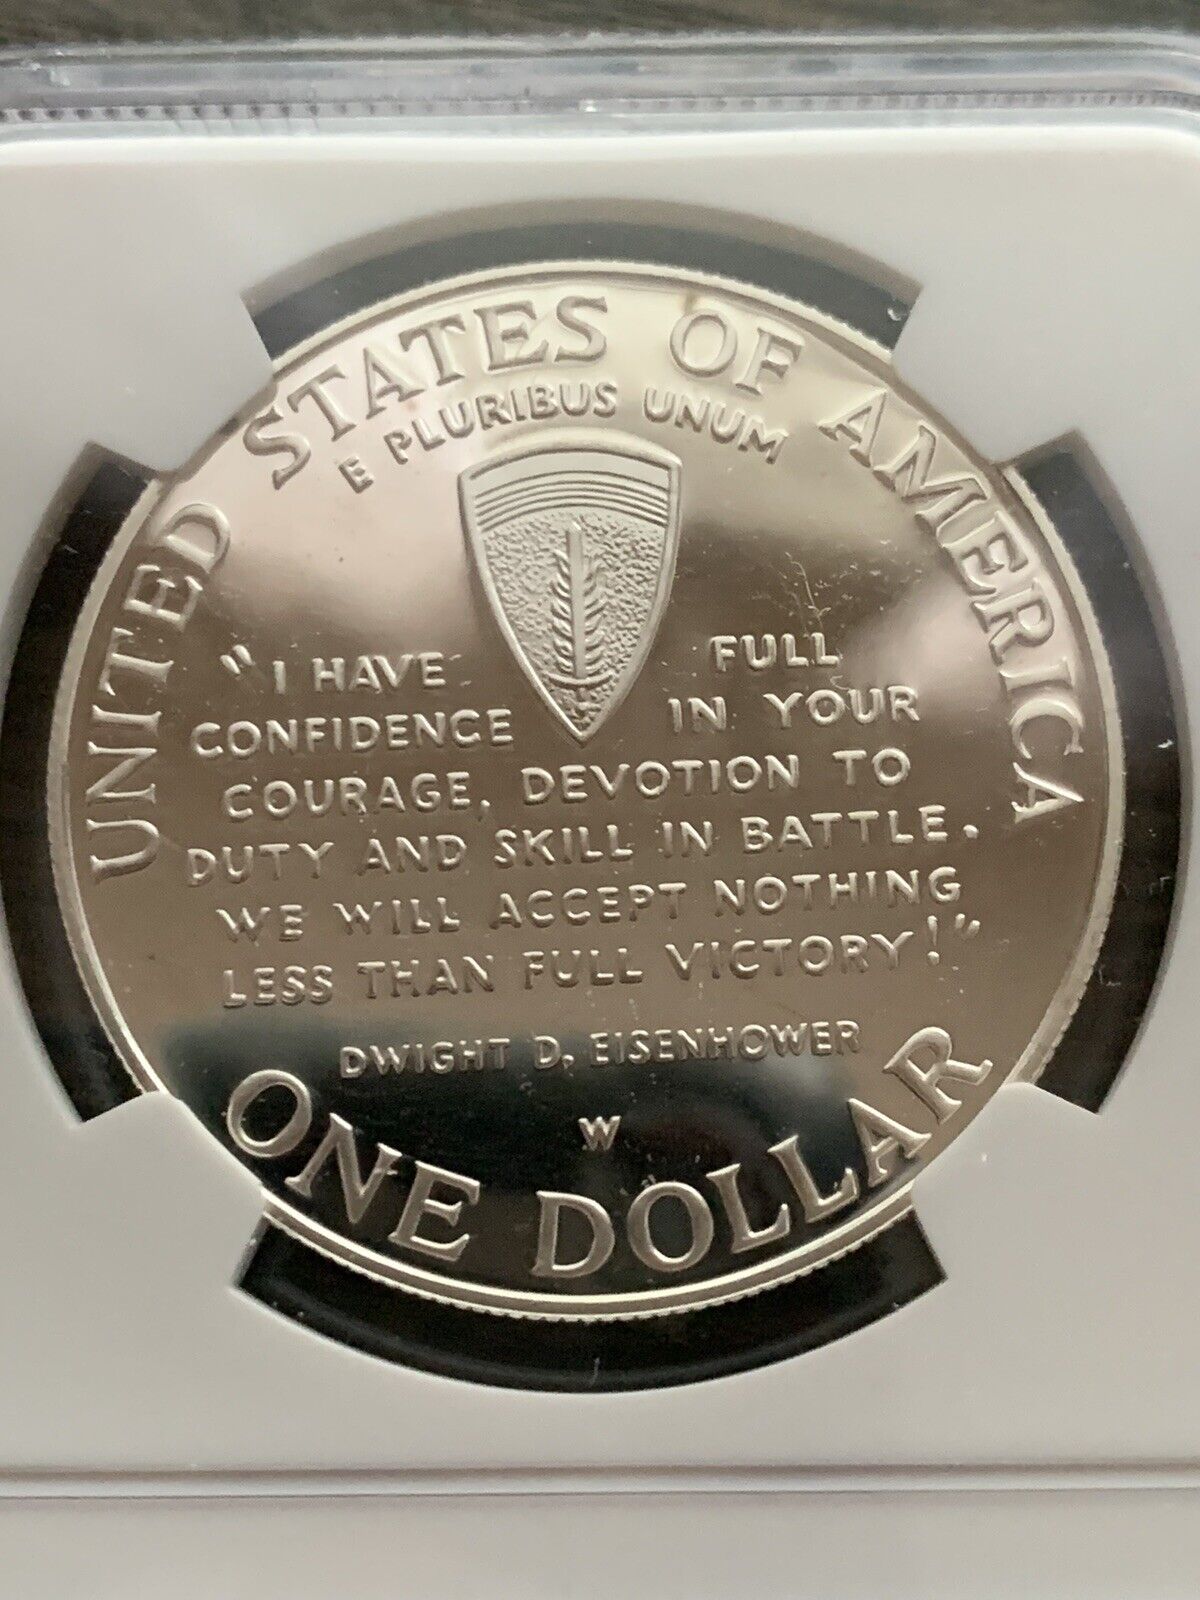 UNITED STATES OF AMERICA
E PLURIBUS UNUM
"I HAVE FULL
CONFIDENCE IN YOUR
COURAGE, DEVOTION TO
DUTY AND SKILL IN BATTLE.
WE WILL ACCEPT NOTHING
LESS THAN FULL VICTORY!"
DWIGHT D. EISENHOWER
W
ONE DOLLAR